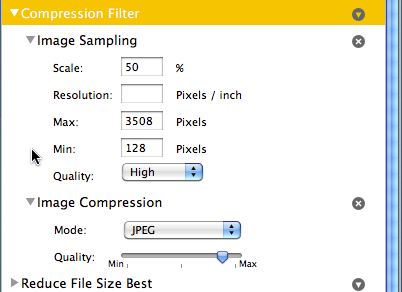 Compression Filter
Image Sampling
Scale: 50 %
Resolution: Pixels / inch
Max: 3508 Pixels
Min: 128 Pixels
Quality: High
Image Compression
Mode: JPEG
Quality: Min Max
Reduce File Size Best